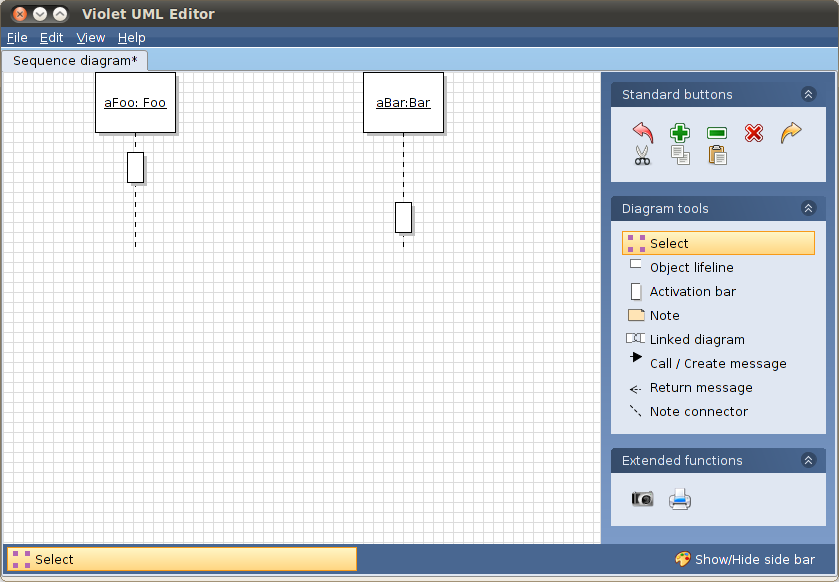 Violet UML Editor
File Edit View Help
Sequence diagram*
aFoo: Foo
aBar:Bar
Standard buttons
Diagram tools
Select
Object lifeline
Activation bar
Note
Linked diagram
Call / Create message
Return message
Note connector
Extended functions
Select
Show/Hide side bar